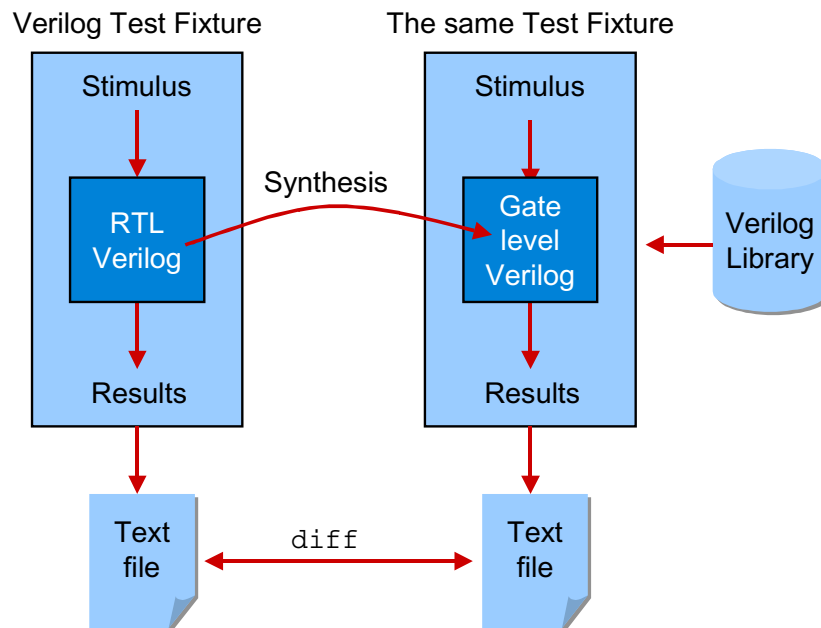 Verilog Test Fixture
The same Test Fixture
Stimulus
Stimulus
Synthesis
RTL
Verilog
Gate
level
Verilog
Verilog
Library
Results
Results
Text
file
diff
Text
file